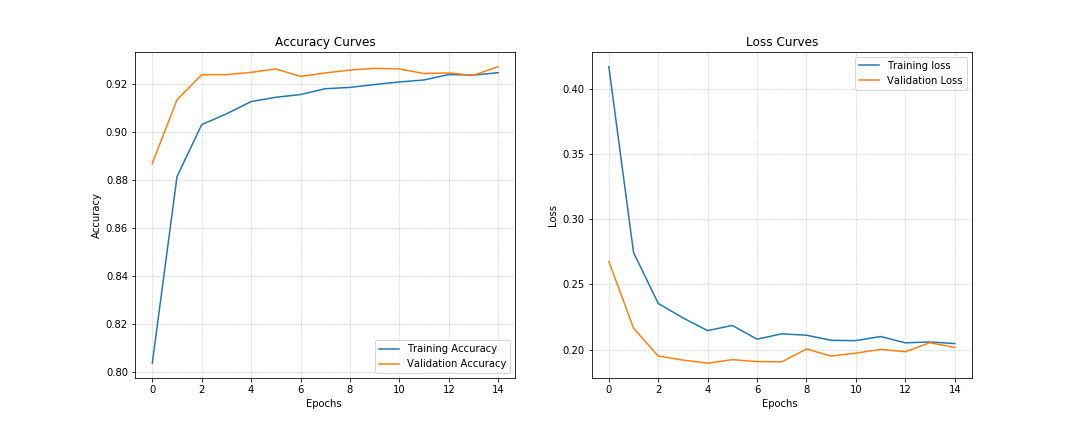 Accuracy Curves
0.92
0.90
0.88
0.86
0.84
0.82
0.80
Accuracy
0 2 4 6 8 10 12 14
Epochs
Training Accuracy
Validation Accuracy
Loss Curves
0.40
0.35
0.30
0.25
0.20
Loss
0 2 4 6 8 10 12 14
Epochs
Training loss
Validation Loss